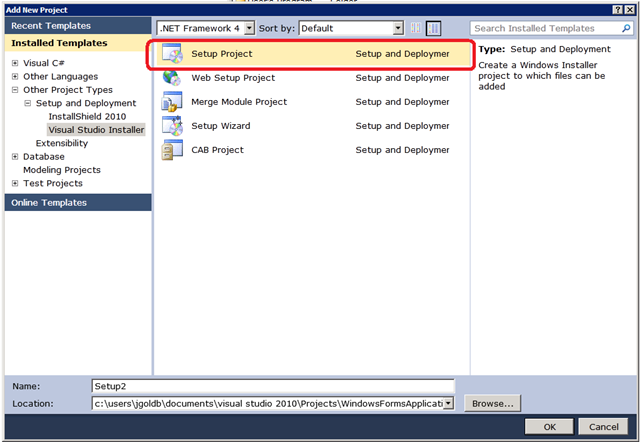 Add New Project
Recent Templates
Installed Templates
Visual C#
Other Languages
Other Project Types
Setup and Deployment
InstallShield 2010
Visual Studio Installer
Extensibility
Database
Modeling Projects
Test Projects
Online Templates
.NET Framework 4 Sort by: Default
Setup Project Setup and Deploymer
Web Setup Project Setup and Deploymer
Merge Module Project Setup and Deploymer
Setup Wizard Setup and Deploymer
CAB Project Setup and Deploymer
Search Installed Templates
Type: Setup and Deployment
Create a Windows Installer
project to which files can be
added
Name: Setup2
Location: c:\users\jgoldb\documents\visual studio 2010\Projects\WindowsFormsApplicati
Browse...
OK Cancel